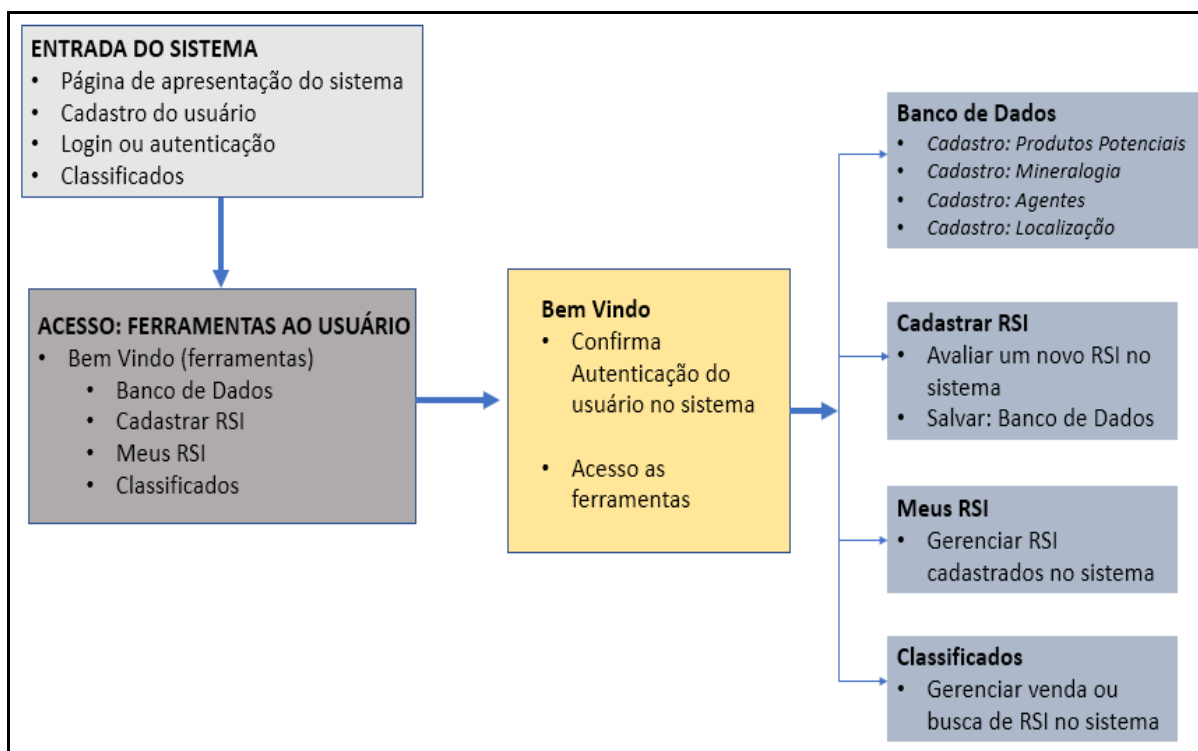 ENTRADA DO SISTEMA
• Página de apresentação do sistema
• Cadastro do usuário
• Login ou autenticação
• Classificados
ACESSO: FERRAMENTAS AO USUÁRIO
• Bem Vindo (ferramentas)
• Banco de Dados
• Cadastrar RSI
• Meus RSI
• Classificados
Bem Vindo
• Confirma
Autenticação do
usuário no sistema
• Acesso as
ferramentas
Banco de Dados
• Cadastro: Produtos Potenciais
• Cadastro: Mineralogia
• Cadastro: Agentes
• Cadastro: Localização
Cadastrar RSI
• Avaliar um novo RSI no
sistema
• Salvar: Banco de Dados
Meus RSI
• Gerenciar RSI
cadastrados no sistema
Classificados
• Gerenciar venda ou
busca de RSI no sistema